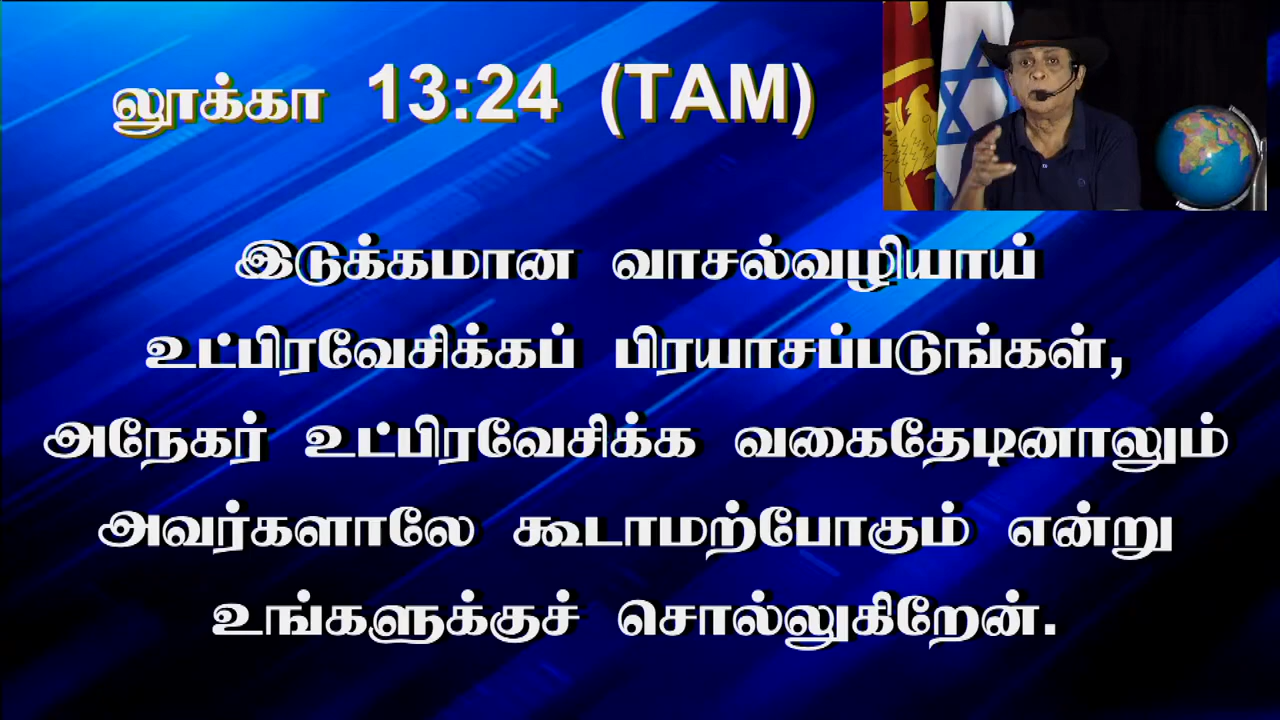 லூக்கா 13:24 (TAM)
இடுக்கமான வாசல்வழியாய்
உட்பிரவேசிக்கப் பிரயாசப்படுங்கள்,
அநேகர் உட்பிரவேசிக்க வகைதேடினாலும்
அவர்களாலே கூடாமற்போகும் என்று
உங்களுக்குச் சொல்லுகிறேன்.